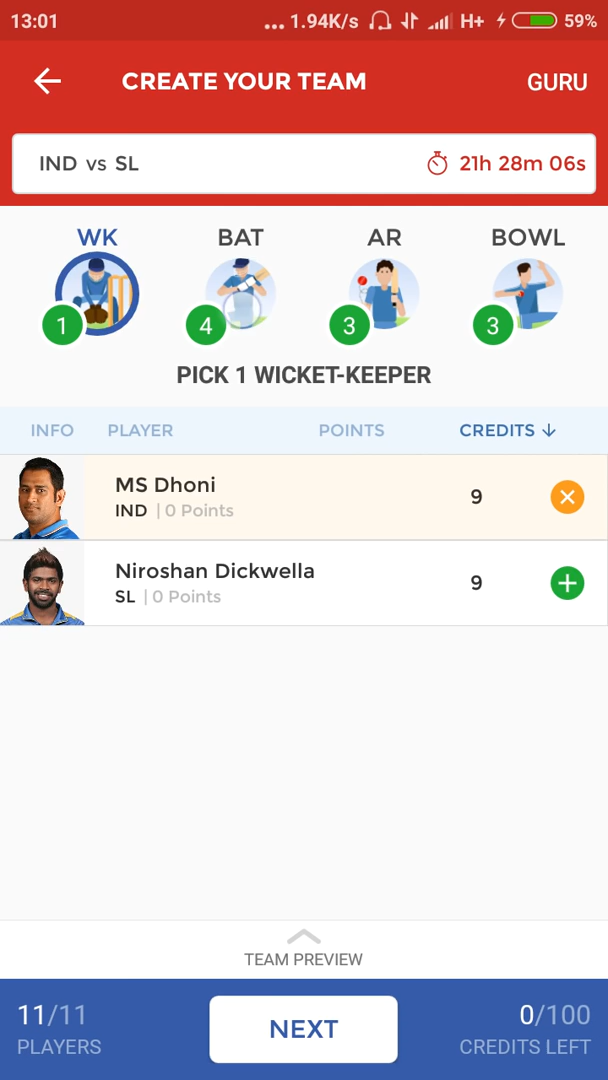 13:01 ... 1.94K/s H+ 59%
CREATE YOUR TEAM GURU
IND vs SL 21h 28m 06s
WK BAT AR BOWL
1 4 3 3
PICK 1 WICKET-KEEPER
INFO PLAYER POINTS CREDITS
MS Dhoni
IND | 0 Points 9
Niroshan Dickwella
SL | 0 Points 9
TEAM PREVIEW
11/11 NEXT 0/100
PLAYERS CREDITS LEFT